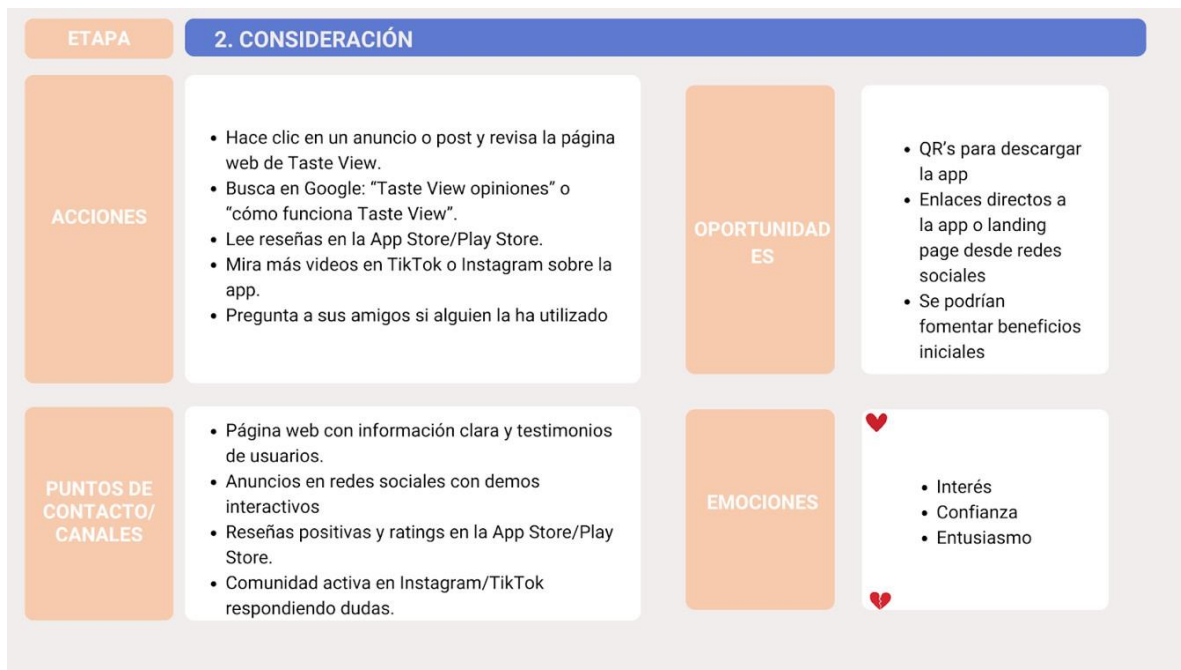 ETAPA
2. CONSIDERACIÓN
ACCIONES
• Hace clic en un anuncio o post y revisa la página
web de Taste View.
• Busca en Google: “Taste View opiniones” o
“cómo funciona Taste View”.
• Lee reseñas en la App Store/Play Store.
• Mira más videos en TikTok o Instagram sobre la
app.
• Pregunta a sus amigos si alguien la ha utilizado
OPORTUNIDAD
ES
• QR’s para descargar
la app
• Enlaces directos a
la app o landing
page desde redes
sociales
• Se podrían
fomentar beneficios
iniciales
PUNTOS DE
CONTACTO/
CANALES
• Página web con información clara y testimonios
de usuarios.
• Anuncios en redes sociales con demos
interactivos
• Reseñas positivas y ratings en la App Store/Play
Store.
• Comunidad activa en Instagram/TikTok
respondiendo dudas.
EMOCIONES
• Interés
• Confianza
• Entusiasmo